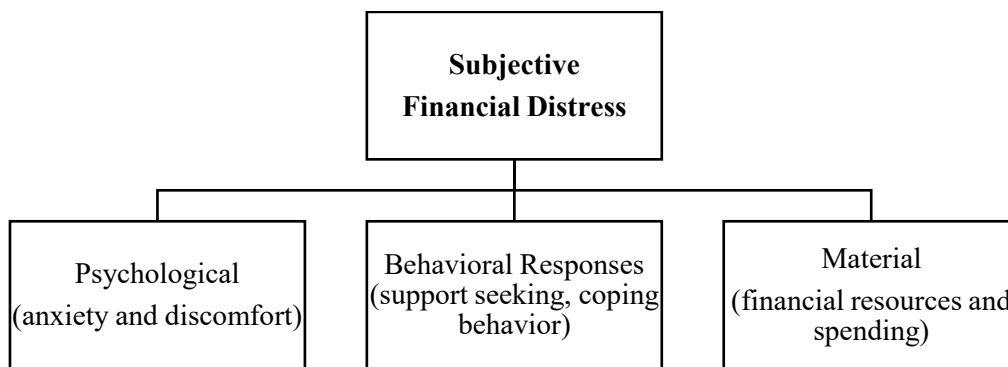 Subjective
Financial Distress
Psychological
(anxiety and discomfort)
Behavioral Responses
(support seeking, coping
behavior)
Material
(financial resources and
spending)